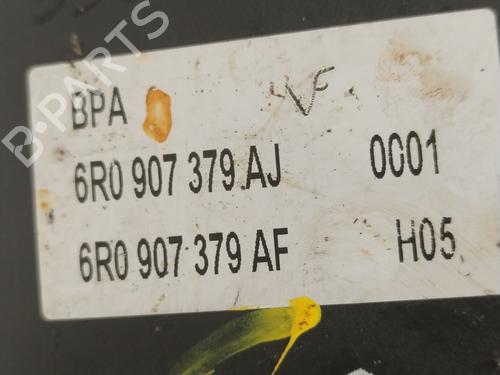 BPA
6R0 907 379 AJ 0001
6R0 907 379 AF H05
B-PARTS